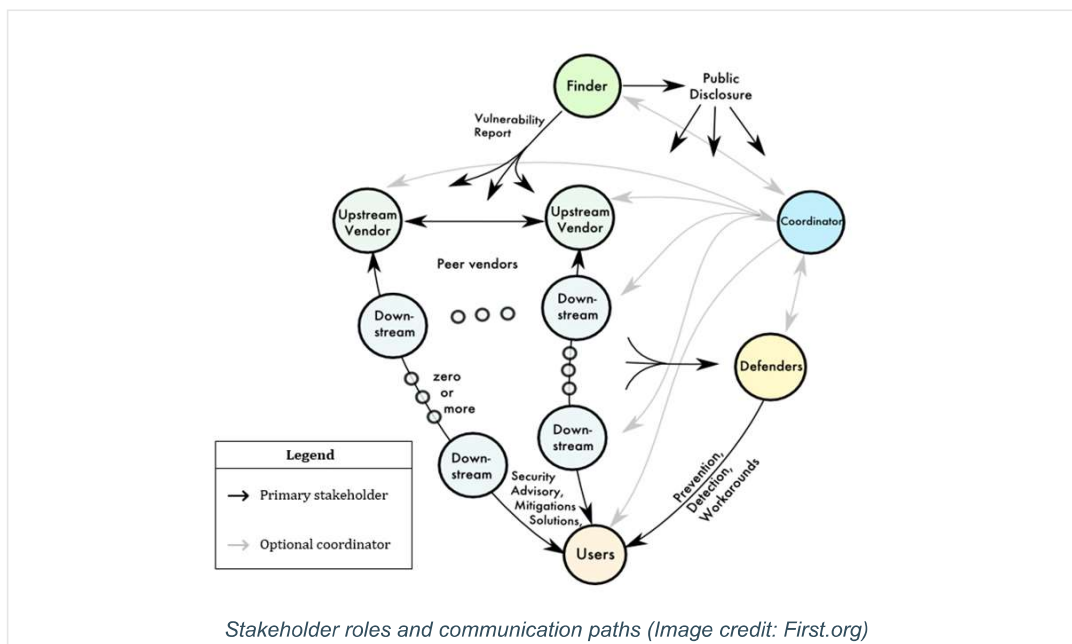 Finder
Public
Disclosure
Vulnerability
Report
Upstream
Vendor
Upstream
Vendor
Coordinator
Peer vendors
Down-
stream
Down-
stream
zero
or
more
Defenders
Down-
stream
Down-
stream
Legend
Primary stakeholder
Optional coordinator
Security
Advisory,
Mitigations
Solutions,
Prevention,
Detection,
Workarounds
Users
Stakeholder roles and communication paths (Image credit: First.org)